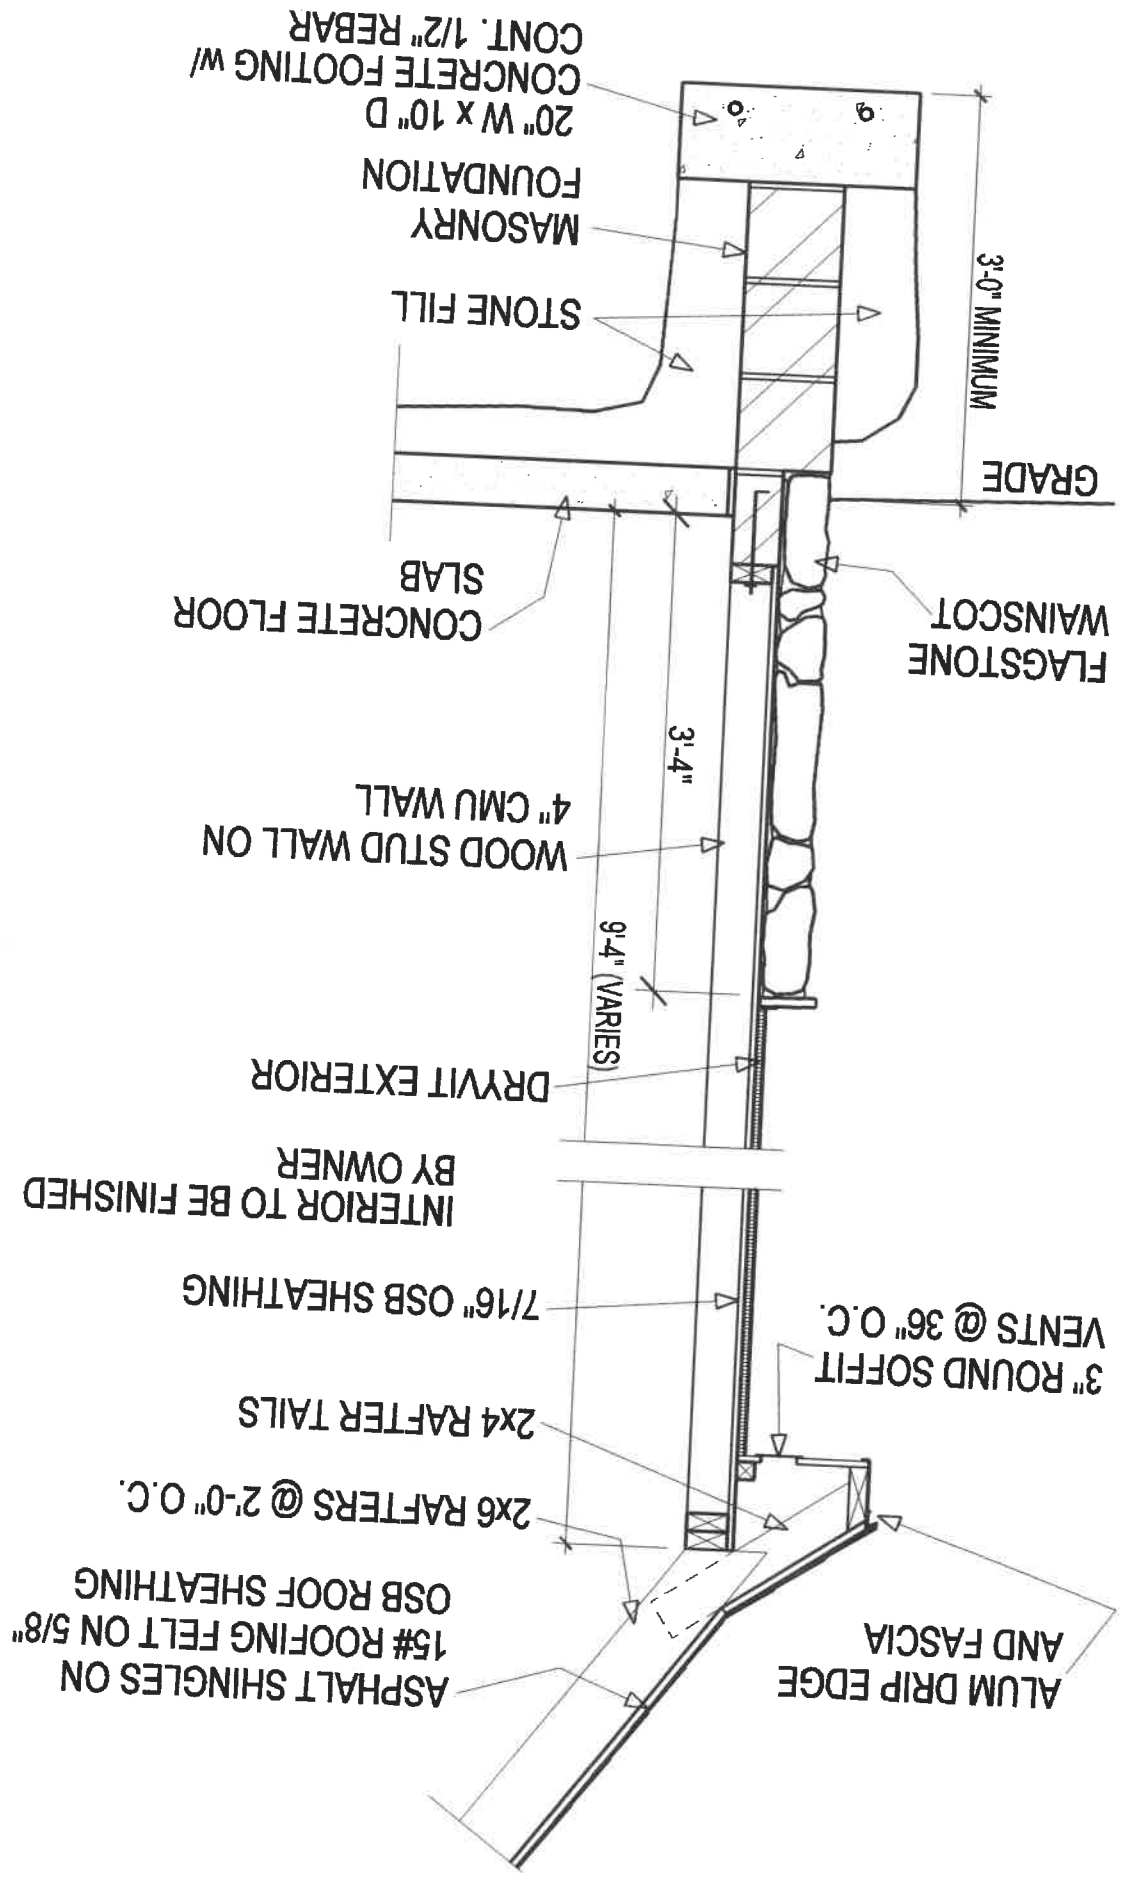 ALUM DRIP EDGE
AND FASCIA
ASPHALT SHINGLES ON
15# ROOFING FELT ON 5/8"
OSB ROOF SHEATHING
2x6 RAFTERS @ 2'-0" O.C.
2x4 RAFTER TAILS
3" ROUND SOFFIT
VENTS @ 36" O.C.
7/16" OSB SHEATHING
INTERIOR TO BE FINISHED
BY OWNER
DRYVIT EXTERIOR
9'-4" (VARIES)
WOOD STUD WALL ON
4" CMU WALL
3'-4"
FLAGSTONE
WAINSCOT
CONCRETE FLOOR
SLAB
GRADE
3'-0" MINIMUM
STONE FILL
MASONRY
FOUNDATION
20" W x 10" D
CONCRETE FOOTING w/
CONT. 1/2" REBAR